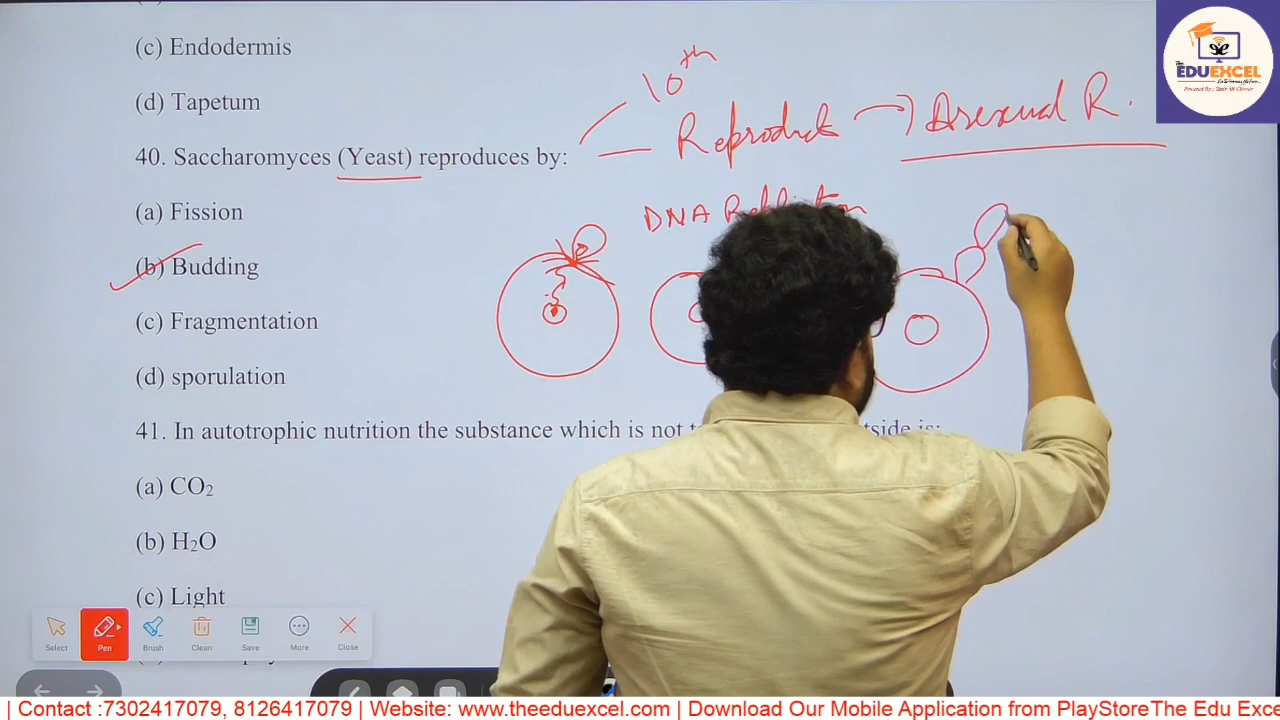 (c) Endodermis
(d) Tapetum
40. Saccharomyces (Yeast) reproduces by:
(a) Fission
(b) Budding
(c) Fragmentation
(d) sporulation
41. In autotrophic nutrition the substance which is not
(a) CO₂
(b) H₂O
(c) Light
10th
Reproduct → Asexual R.
DNA
The
EDUEXCEL
Select
Pen
Brush
Clean
Save
More
Close
| Contact :7302417079, 8126417079 | Website: www.theeduexcel.com | Download Our Mobile Application from PlayStoreThe Edu Exce